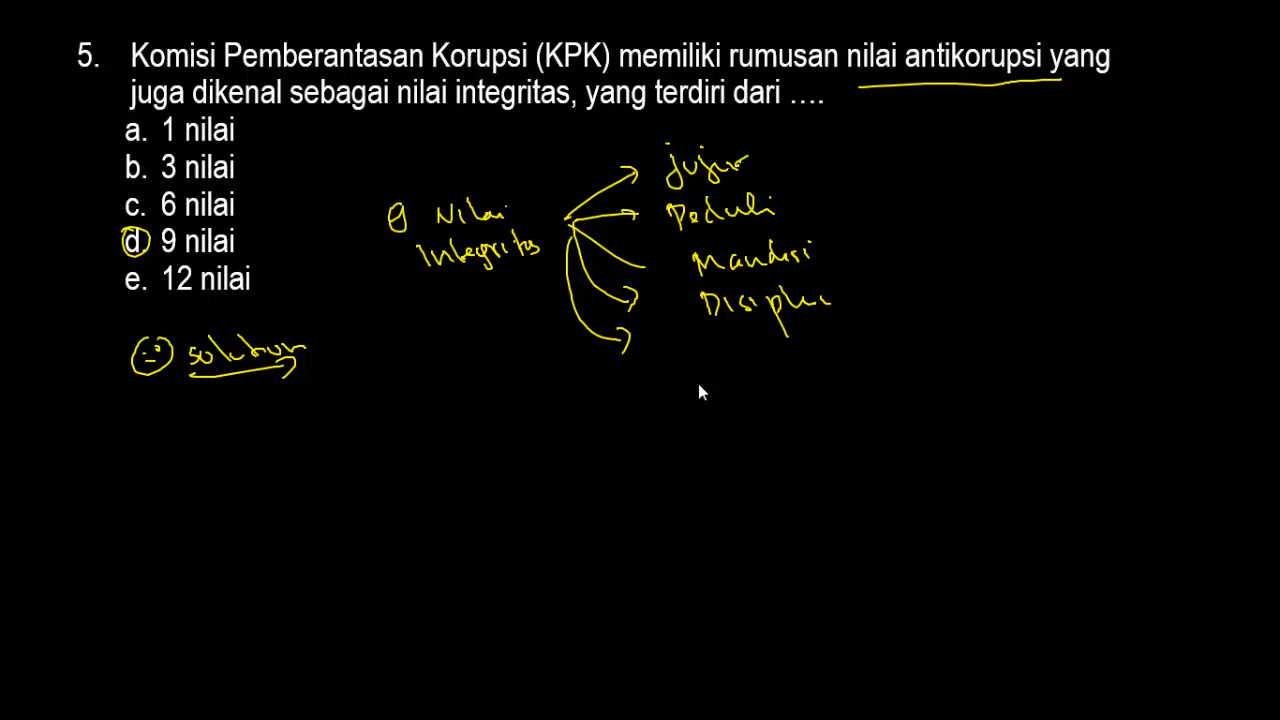 5. Komisi Pemberantasan Korupsi (KPK) memiliki rumusan nilai antikorupsi yang
juga dikenal sebagai nilai integritas, yang terdiri dari ....
a. 1 nilai
b. 3 nilai
c. 6 nilai
d. 9 nilai
e. 12 nilai
9 Nilai
Integritas
jujur
Peduli
Mandiri
Disiplin
solution